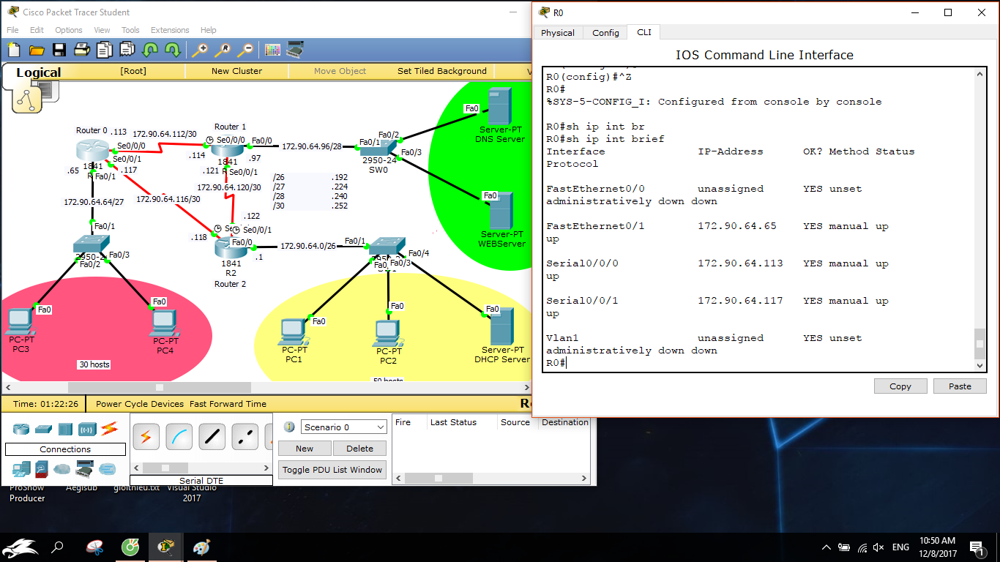 Cisco Packet Tracer Student
File Edit Options View Tools Extensions Help
Logical
[Root]
New Cluster
Move Object
Set Tiled Background
Router 0
.113
172.90.64.112/30
Se0/0/0
Se0/0/1
1841
.65
Fa0/1
.117
Router 1
Se0/0/0
Fa0/0
.114
1841
.97
.121
Se0/0/1
172.90.64.96/28
Fa0/1
Fa0/2
Fa0/3
2950-24
SW0
Fa0
Server-PT
DNS Server
Fa0
Server-PT
WEBServer
/26 .192
/27 .224
/28 .240
/30 .252
172.90.64.120/30
172.90.64.116/30
172.90.64.64/27
.122
Se0/0/1
.118
Fa0/0
.1
1841
R2
Router 2
172.90.64.0/26
Fa0/1
Fa0/4
Fa0/3
Fa0/1
Fa0/3
Fa0/2
Fa0
Fa0
PC-PT
PC3
PC-PT
PC4
30 hosts
Fa0
Fa0
Fa0
PC-PT
PC1
PC-PT
PC2
Server-PT
DHCP Server
50 hosts
Time: 01:22:26
Power Cycle Devices Fast Forward Time
Connections
Serial DTE
Scenario 0
New
Delete
Toggle PDU List Window
Fire
Last Status
Source
Destination
R0
Physical
Config
CLI
IOS Command Line Interface
R0(config)#^Z
R0#
%SYS-5-CONFIG_I: Configured from console by console
R0#sh ip int br
R0#sh ip int brief
Interface IP-Address OK? Method Status
Protocol
FastEthernet0/0 unassigned YES unset
administratively down down
FastEthernet0/1 172.90.64.65 YES manual up
up
Serial0/0/0 172.90.64.113 YES manual up
up
Serial0/0/1 172.90.64.117 YES manual up
up
Vlan1 unassigned YES unset
administratively down down
R0#
Copy
Paste
ProShow
Producer
Aegisub
gioithieu.txt
Visual Studio
2017
ENG
10:50 AM
12/8/2017
1